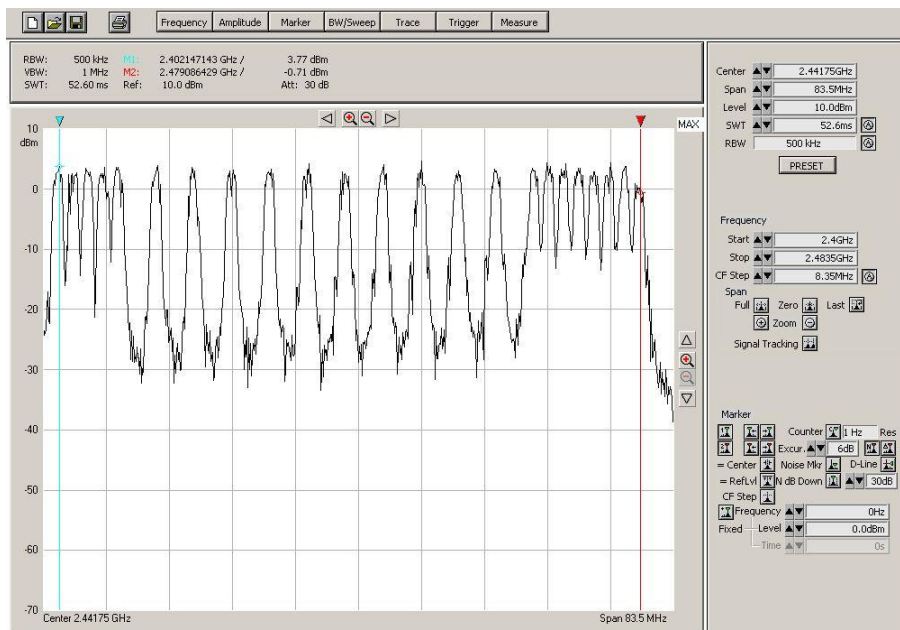 Frequency Amplitude Marker BW/Sweep Trace Trigger Measure
RBW: 500 kHz M1: 2.402147143 GHz / 3.77 dBm
VBW: 1 MHz M2: 2.479086429 GHz / -0.71 dBm
SWT: 52.60 ms Ref: 10.0 dBm Att: 30 dB
MAX
10
dBm
0
-10
-20
-30
-40
-50
-60
-70
Center 2.44175 GHz Span 83.5 MHz
Center 2.44175GHz
Span 83.5MHz
Level 10.0dBm
SWT 52.6ms
RBW 500 kHz
PRESET
Frequency
Start 2.4GHz
Stop 2.4835GHz
CF Step 8.35MHz
Span
Full Zero Last
Zoom
Signal Tracking
Marker
Counter 1 Hz Res
Excur. 6dB
= Center Noise Mkr D-Line
= RefLvl N dB Down 30dB
CF Step
Frequency 0Hz
Fixed Level 0.0dBm
Time 0s